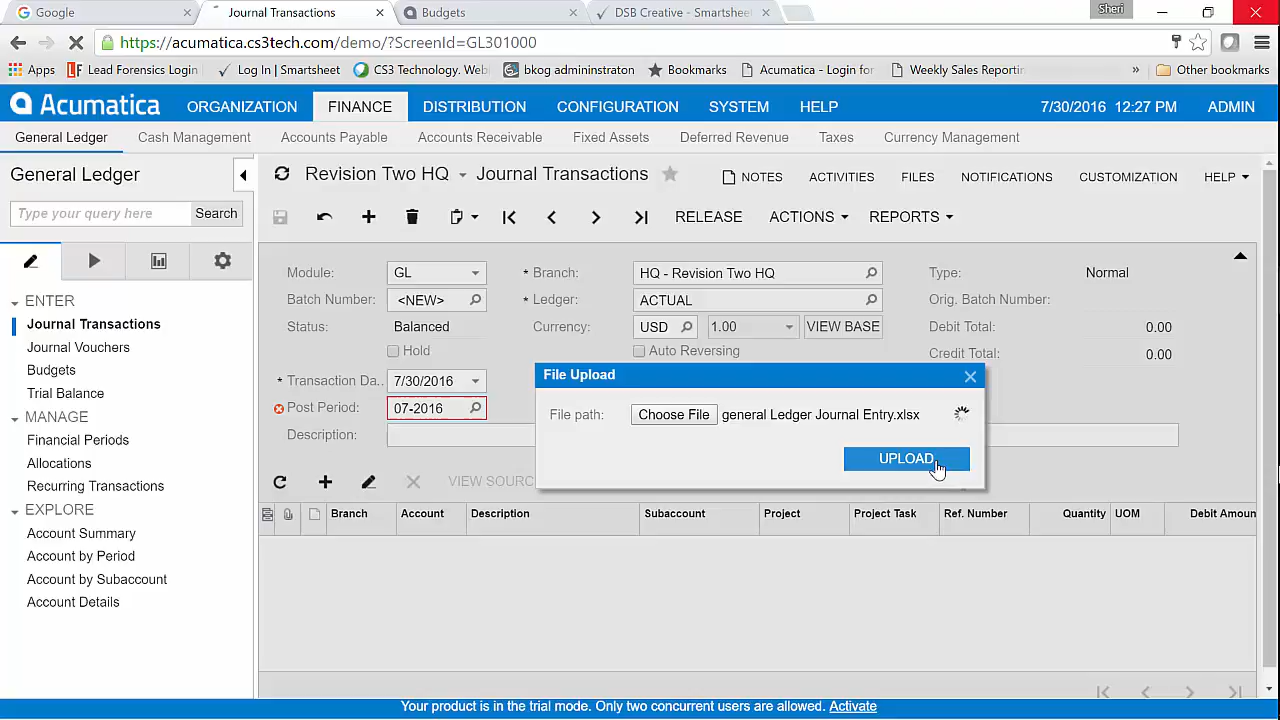 Google
Journal Transactions
Budgets
DSB Creative - Smartsheet
Sheri
https://acumatica.cs3tech.com/demo/?ScreenId=GL301000
Apps
Lead Forensics Login
Log In | Smartsheet
CS3 Technology. Web
bkog admininstraton
Bookmarks
Acumatica - Login for
Weekly Sales Reportin
»
Other bookmarks
Acumatica
ORGANIZATION
FINANCE
DISTRIBUTION
CONFIGURATION
SYSTEM
HELP
7/30/2016 12:27 PM
ADMIN
General Ledger
Cash Management
Accounts Payable
Accounts Receivable
Fixed Assets
Deferred Revenue
Taxes
Currency Management
General Ledger
Type your query here
Search
ENTER
Journal Transactions
Journal Vouchers
Budgets
Trial Balance
MANAGE
Financial Periods
Allocations
Recurring Transactions
EXPLORE
Account Summary
Account by Period
Account by Subaccount
Account Details
Revision Two HQ
Journal Transactions
NOTES
ACTIVITIES
FILES
NOTIFICATIONS
CUSTOMIZATION
HELP
RELEASE
ACTIONS
REPORTS
Module:
GL
* Branch:
HQ - Revision Two HQ
Type:
Normal
Batch Number:
<NEW>
* Ledger:
ACTUAL
Orig. Batch Number:
Status:
Balanced
Currency:
USD
1.00
VIEW BASE
Debit Total:
0.00
Hold
Auto Reversing
Credit Total:
0.00
* Transaction Da..
7/30/2016
Post Period:
07-2016
Description:
File Upload
File path:
Choose File
general Ledger Journal Entry.xlsx
UPLOAD
VIEW SOURC
Branch
Account
Description
Subaccount
Project
Project Task
Ref. Number
Quantity
UOM
Debit Amoun
Your product is in the trial mode. Only two concurrent users are allowed. Activate